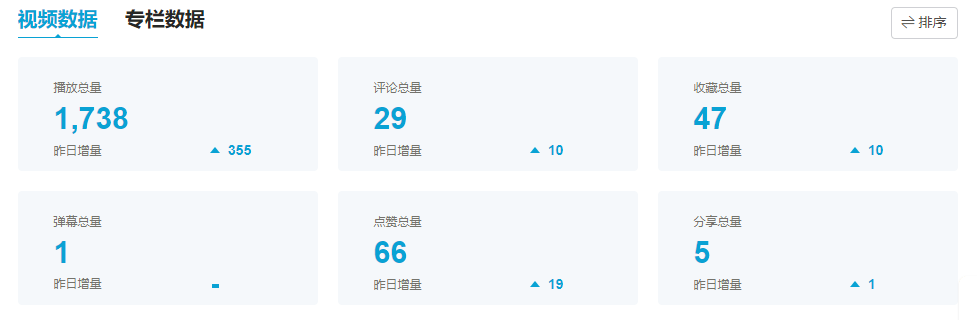 视频数据 专栏数据
排序
播放总量 评论总量 收藏总量
1,738 29 47
昨日增量 355 昨日增量 10 昨日增量 10
弹幕总量 点赞总量 分享总量
1 66 5
昨日增量 - 昨日增量 19 昨日增量 1